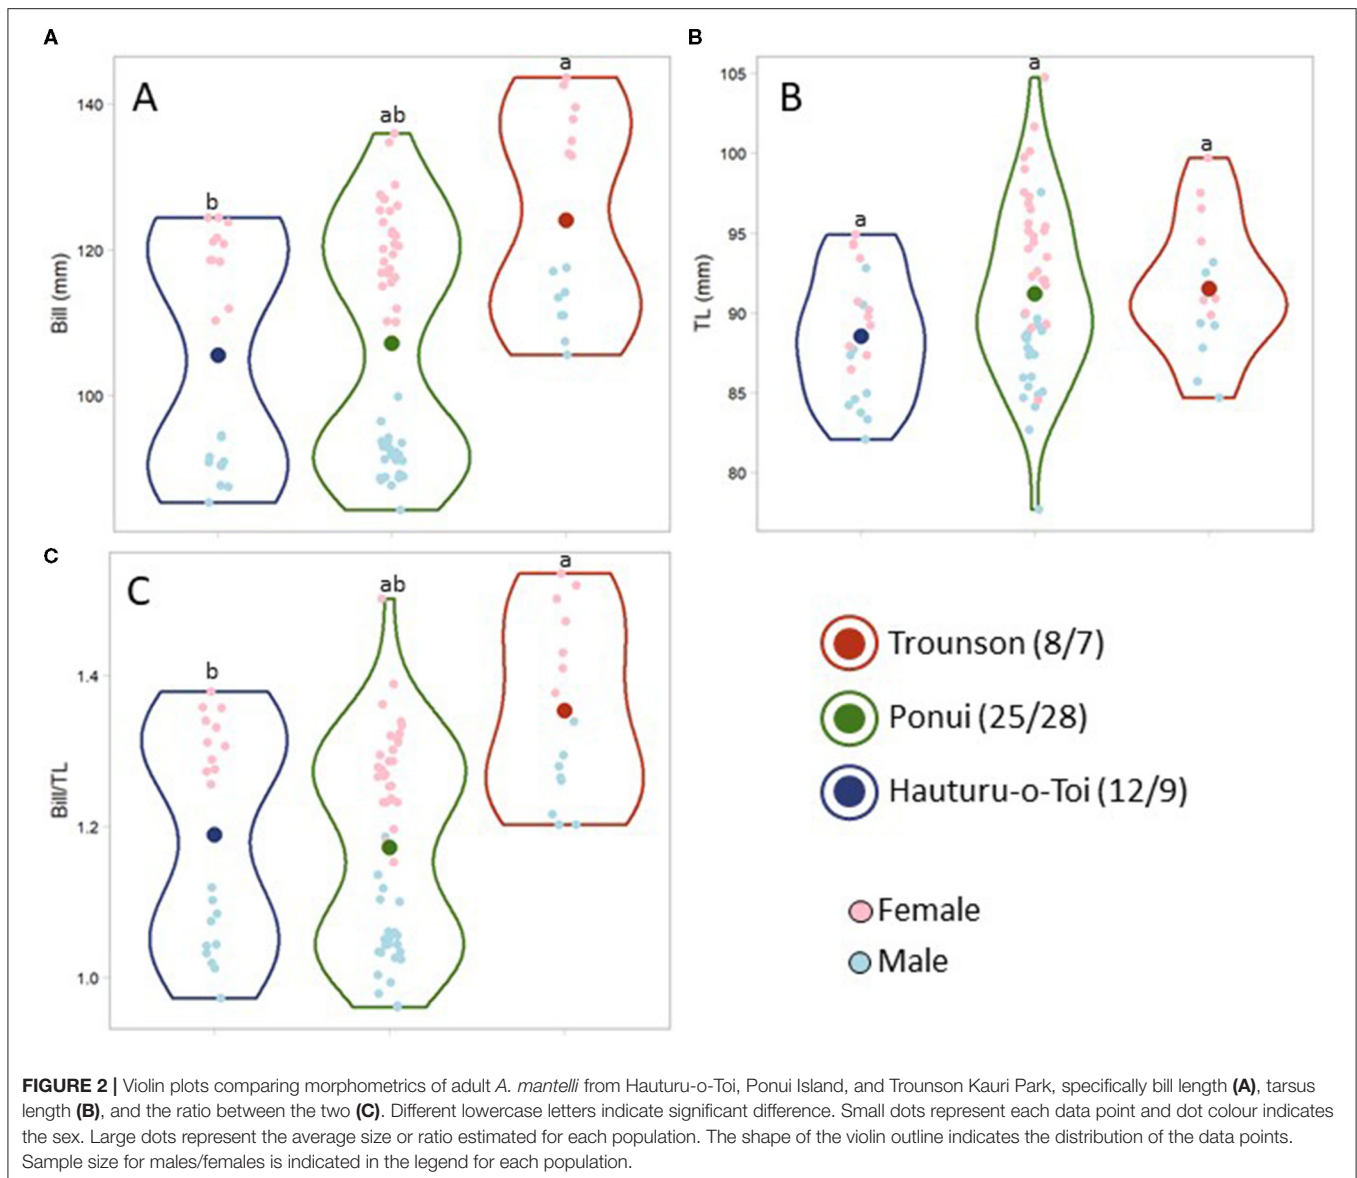 A
A
140
120
100
Bill (mm)
b
ab
a
B
B
105
100
95
90
85
80
TL (mm)
a
a
a
C
C
1.4
1.2
1.0
Bill/TL
b
ab
a
Trounson (8/7)
Ponui (25/28)
Hauturu-o-Toi (12/9)
Female
Male
FIGURE 2 | Violin plots comparing morphometrics of adult A. mantelli from Hauturu-o-Toi, Ponui Island, and Trounson Kauri Park, specifically bill length (A), tarsus
length (B), and the ratio between the two (C). Different lowercase letters indicate significant difference. Small dots represent each data point and dot colour indicates
the sex. Large dots represent the average size or ratio estimated for each population. The shape of the violin outline indicates the distribution of the data points.
Sample size for males/females is indicated in the legend for each population.